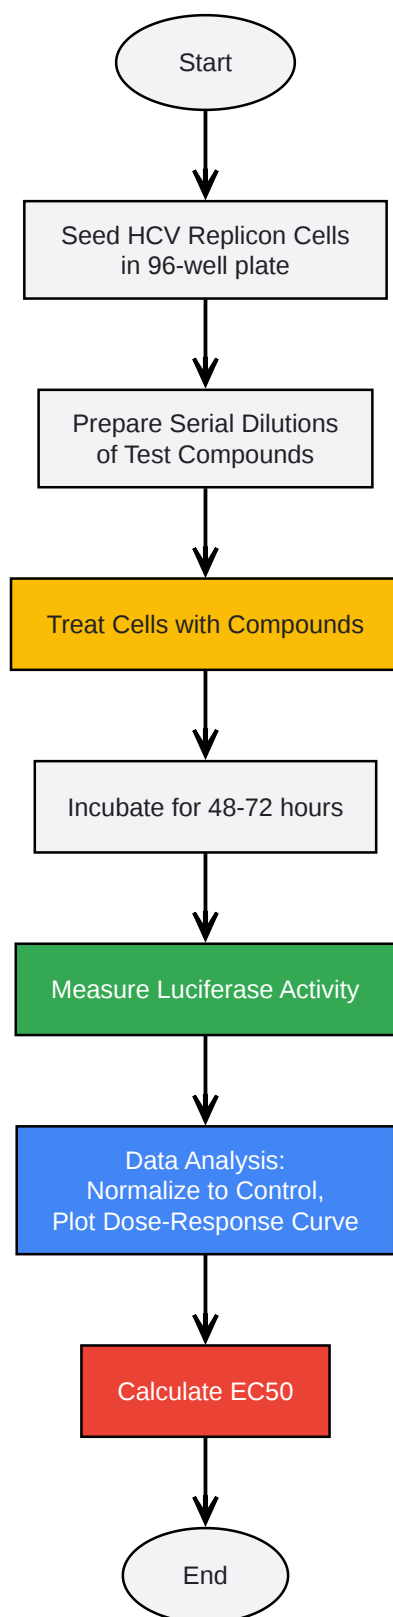 Start
Seed HCV Replicon Cells
in 96-well plate
Prepare Serial Dilutions
of Test Compounds
Treat Cells with Compounds
Incubate for 48-72 hours
Measure Luciferase Activity
Data Analysis:
Normalize to Control,
Plot Dose-Response Curve
Calculate EC50
End